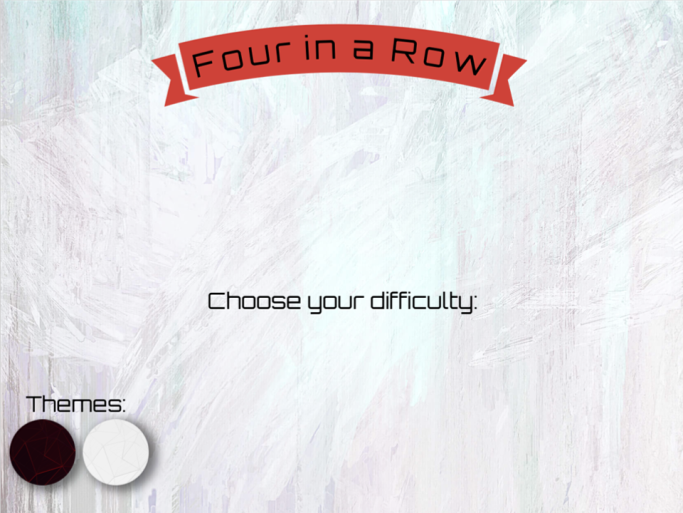 Four in a Row
Choose your difficulty:
Themes: